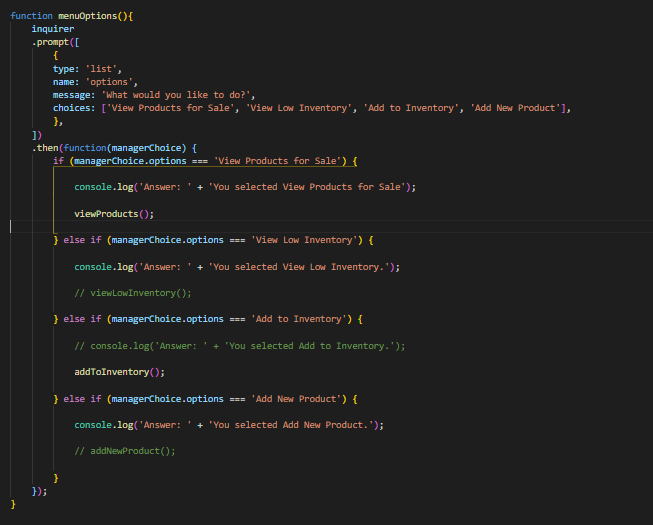 function menuOptions(){
inquirer
.prompt([
{
type: 'list',
name: 'options',
message: 'What would you like to do?',
choices: ['View Products for Sale', 'View Low Inventory', 'Add to Inventory', 'Add New Product'],
},
])
.then(function(managerChoice) {
if (managerChoice.options === 'View Products for Sale') {
console.log('Answer: ' + 'You selected View Products for Sale');
viewProducts();
} else if (managerChoice.options === 'View Low Inventory') {
console.log('Answer: ' + 'You selected View Low Inventory.');
// viewLowInventory();
} else if (managerChoice.options === 'Add to Inventory') {
// console.log('Answer: ' + 'You selected Add to Inventory.');
addToInventory();
} else if (managerChoice.options === 'Add New Product') {
console.log('Answer: ' + 'You selected Add New Product.');
// addNewProduct();
}
});
}